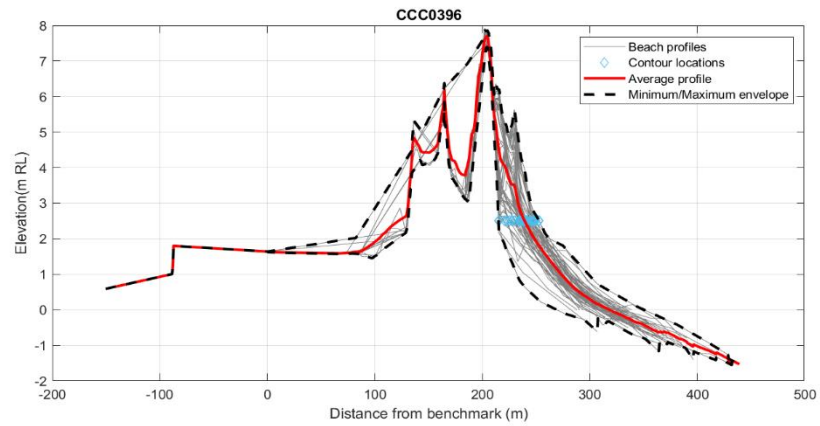 CCC0396
8
7
6
5
4
3
2
1
0
-1
-2
Elevation(m RL)
Beach profiles
Contour locations
Average profile
Minimum/Maximum envelope
-200 -100 0 100 200 300 400 500
Distance from benchmark (m)